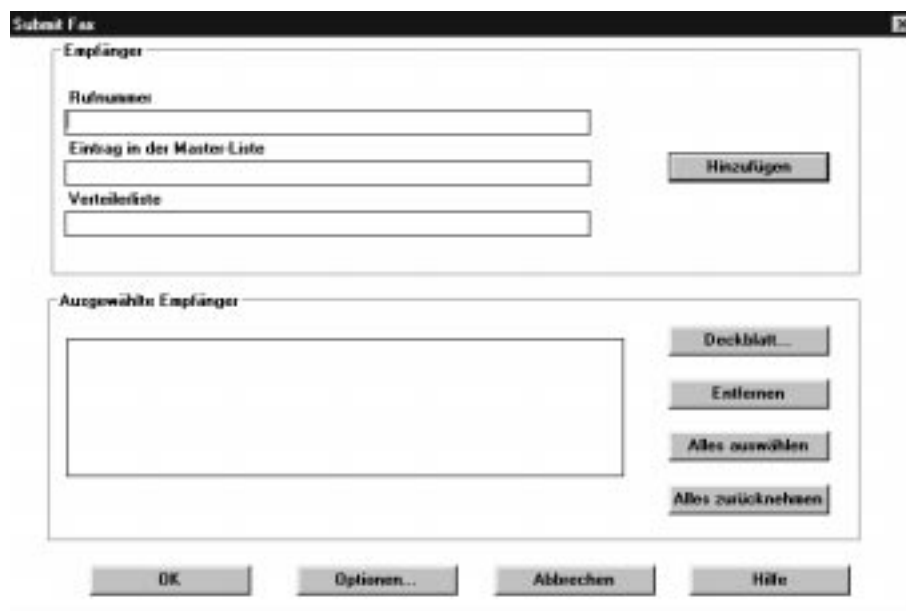 Submit Fax
Empfänger
Rufnummer
Eintrag in der Master-Liste
Hinzufügen
Verteilerliste
Ausgewählte Empfänger
Deckblatt...
Entfernen
Alles auswählen
Alles zurücknehmen
OK
Optionen...
Abbrechen
Hilfe